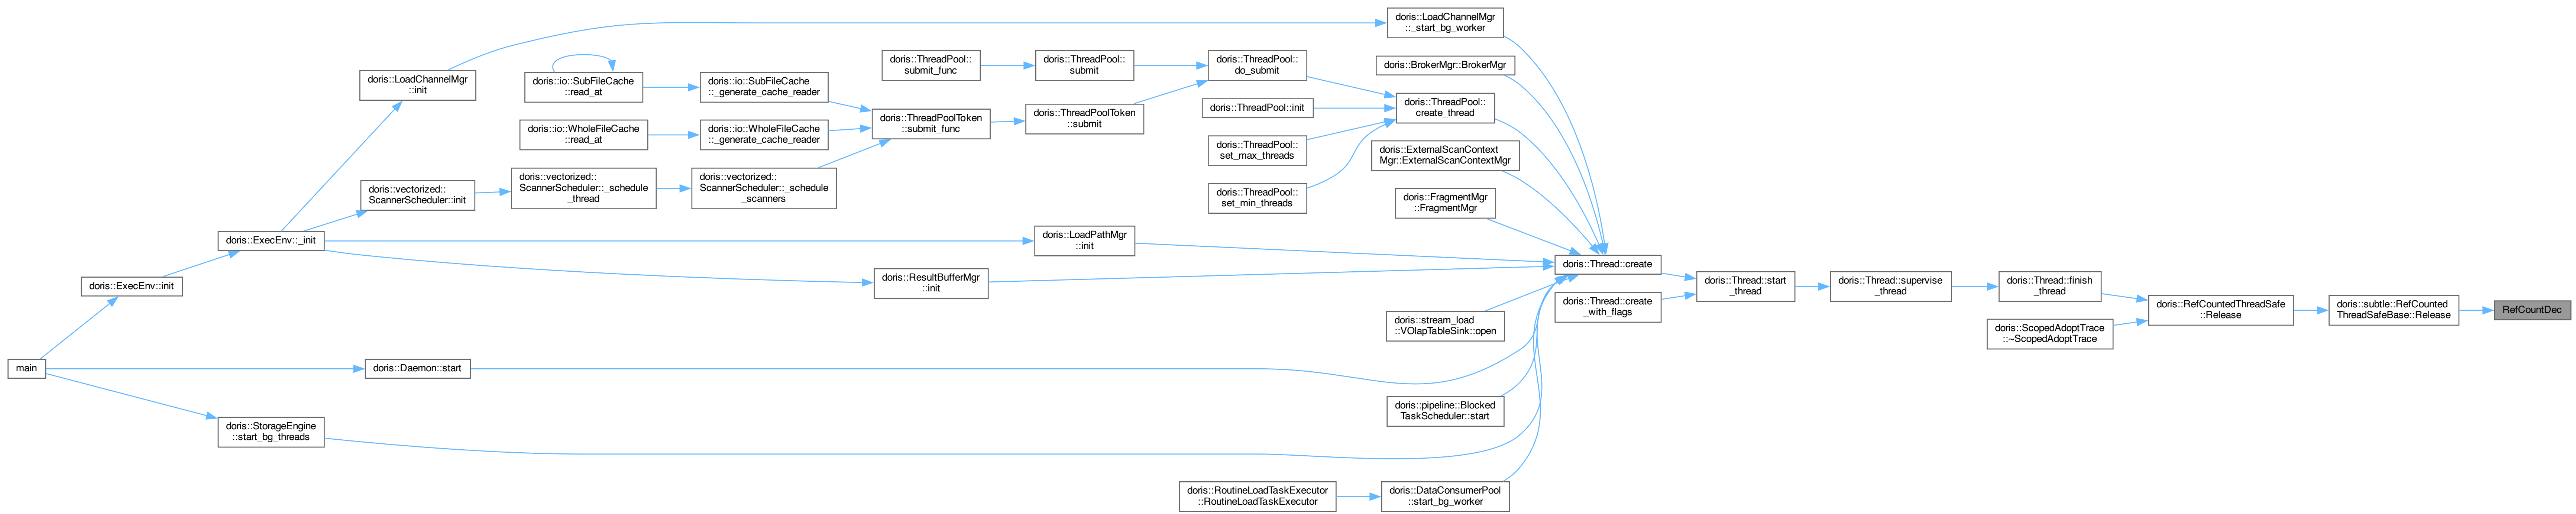 doris::LoadChannelMgr
::_start_bg_worker
doris::BrokerMgr::BrokerMgr
doris::ThreadPool::
submit_func
doris::ThreadPool::
submit
doris::ThreadPool::
do_submit
doris::LoadChannelMgr
::init
doris::io::SubFileCache
::read_at
doris::io::SubFileCache
::_generate_cache_reader
doris::ThreadPool::init
doris::ThreadPool::
create_thread
doris::ThreadPoolToken
::submit_func
doris::ThreadPoolToken
::submit
doris::io::WholeFileCache
::read_at
doris::io::WholeFileCache
::_generate_cache_reader
doris::ThreadPool::
set_max_threads
doris::ExternalScanContext
Mgr::ExternalScanContextMgr
doris::vectorized::
ScannerScheduler::init
doris::vectorized::
ScannerScheduler::_schedule
_thread
doris::vectorized::
ScannerScheduler::_schedule
_scanners
doris::ThreadPool::
set_min_threads
doris::FragmentMgr
::FragmentMgr
doris::ExecEnv::_init
doris::LoadPathMgr
::init
doris::Thread::create
doris::ExecEnv::init
doris::ResultBufferMgr
::init
doris::Thread::start
_thread
doris::Thread::supervise
_thread
doris::Thread::finish
_thread
doris::Thread::create
_with_flags
doris::RefCountedThreadSafe
::Release
doris::subtle::RefCounted
ThreadSafeBase::Release
RefCountDec
doris::stream_load
::VOlapTableSink::open
doris::ScopedAdoptTrace
::~ScopedAdoptTrace
main
doris::Daemon::start
doris::pipeline::Blocked
TaskScheduler::start
doris::StorageEngine
::start_bg_threads
doris::RoutineLoadTaskExecutor
::RoutineLoadTaskExecutor
doris::DataConsumerPool
::start_bg_worker